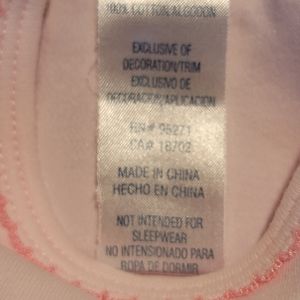 100% COTTON/ALGODON
EXCLUSIVE OF
DECORATION/TRIM
EXCLUSIVO DE
DECORACION/APLICACION
RN# 95271
CA# 18702
MADE IN CHINA
HECHO EN CHINA
NOT INTENDED FOR
SLEEPWEAR
NO INTENSIONADO PARA
ROPA DE DORMIR